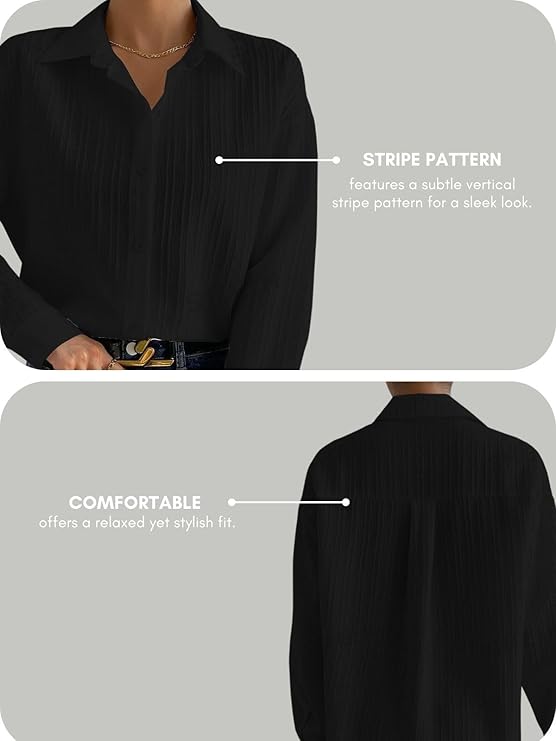 STRIPE PATTERN
features a subtle vertical
stripe pattern for a sleek look.
COMFORTABLE
offers a relaxed yet stylish fit.